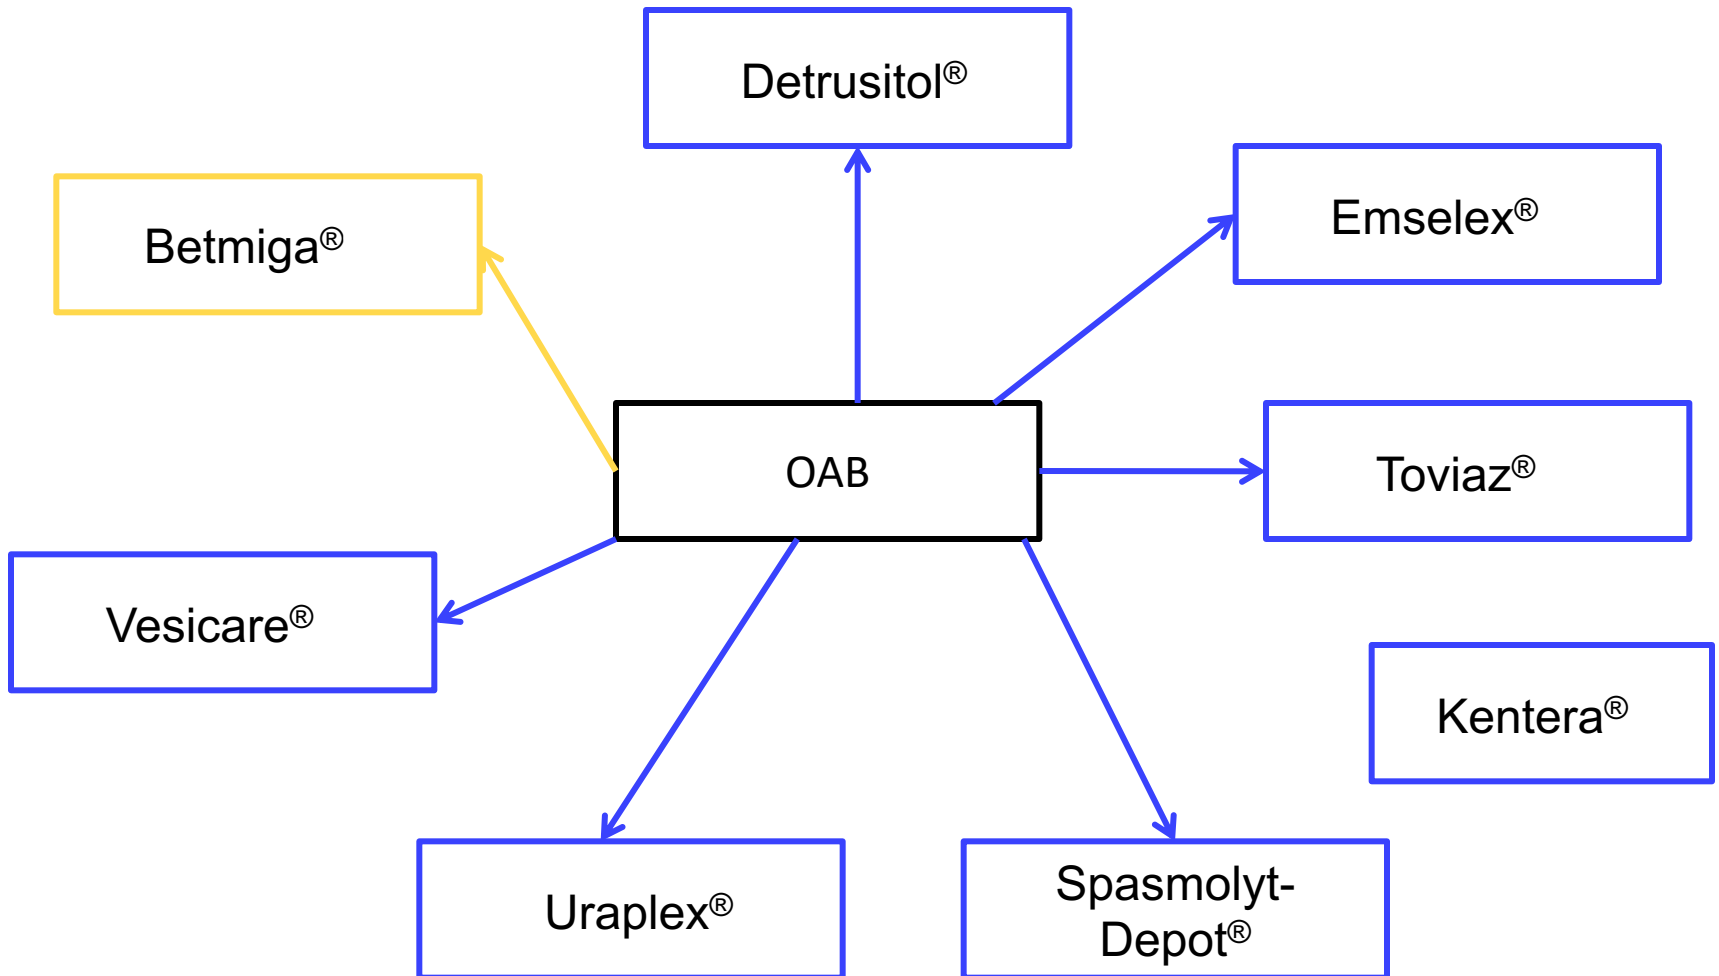 Detrusitol®
Emselex®
Betmiga®
OAB
Toviaz®
Vesicare®
Kentera®
Uraplex®
Spasmolyt-
Depot®